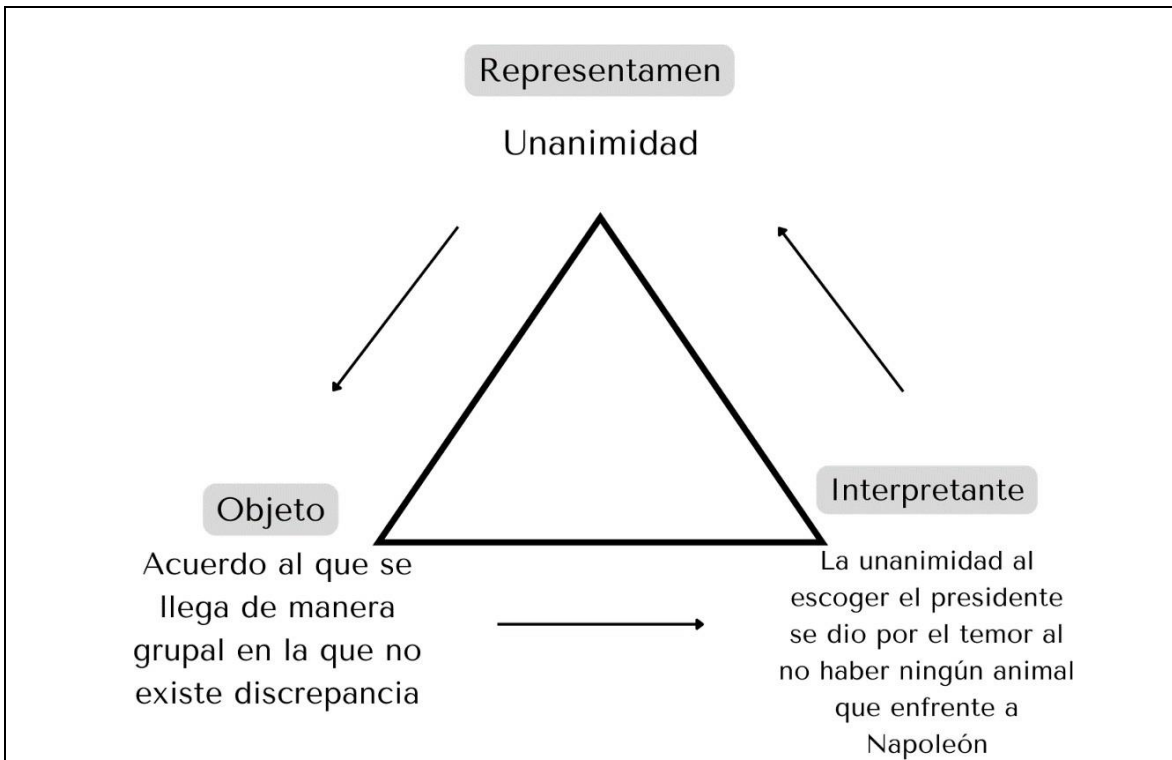 Representamen
Unanimidad
Objeto
Acuerdo al que se
llega de manera
grupal en la que no
existe discrepancia
Interpretante
La unanimidad al
escoger el presidente
se dio por el temor al
no haber ningún animal
que enfrente a
Napoleón